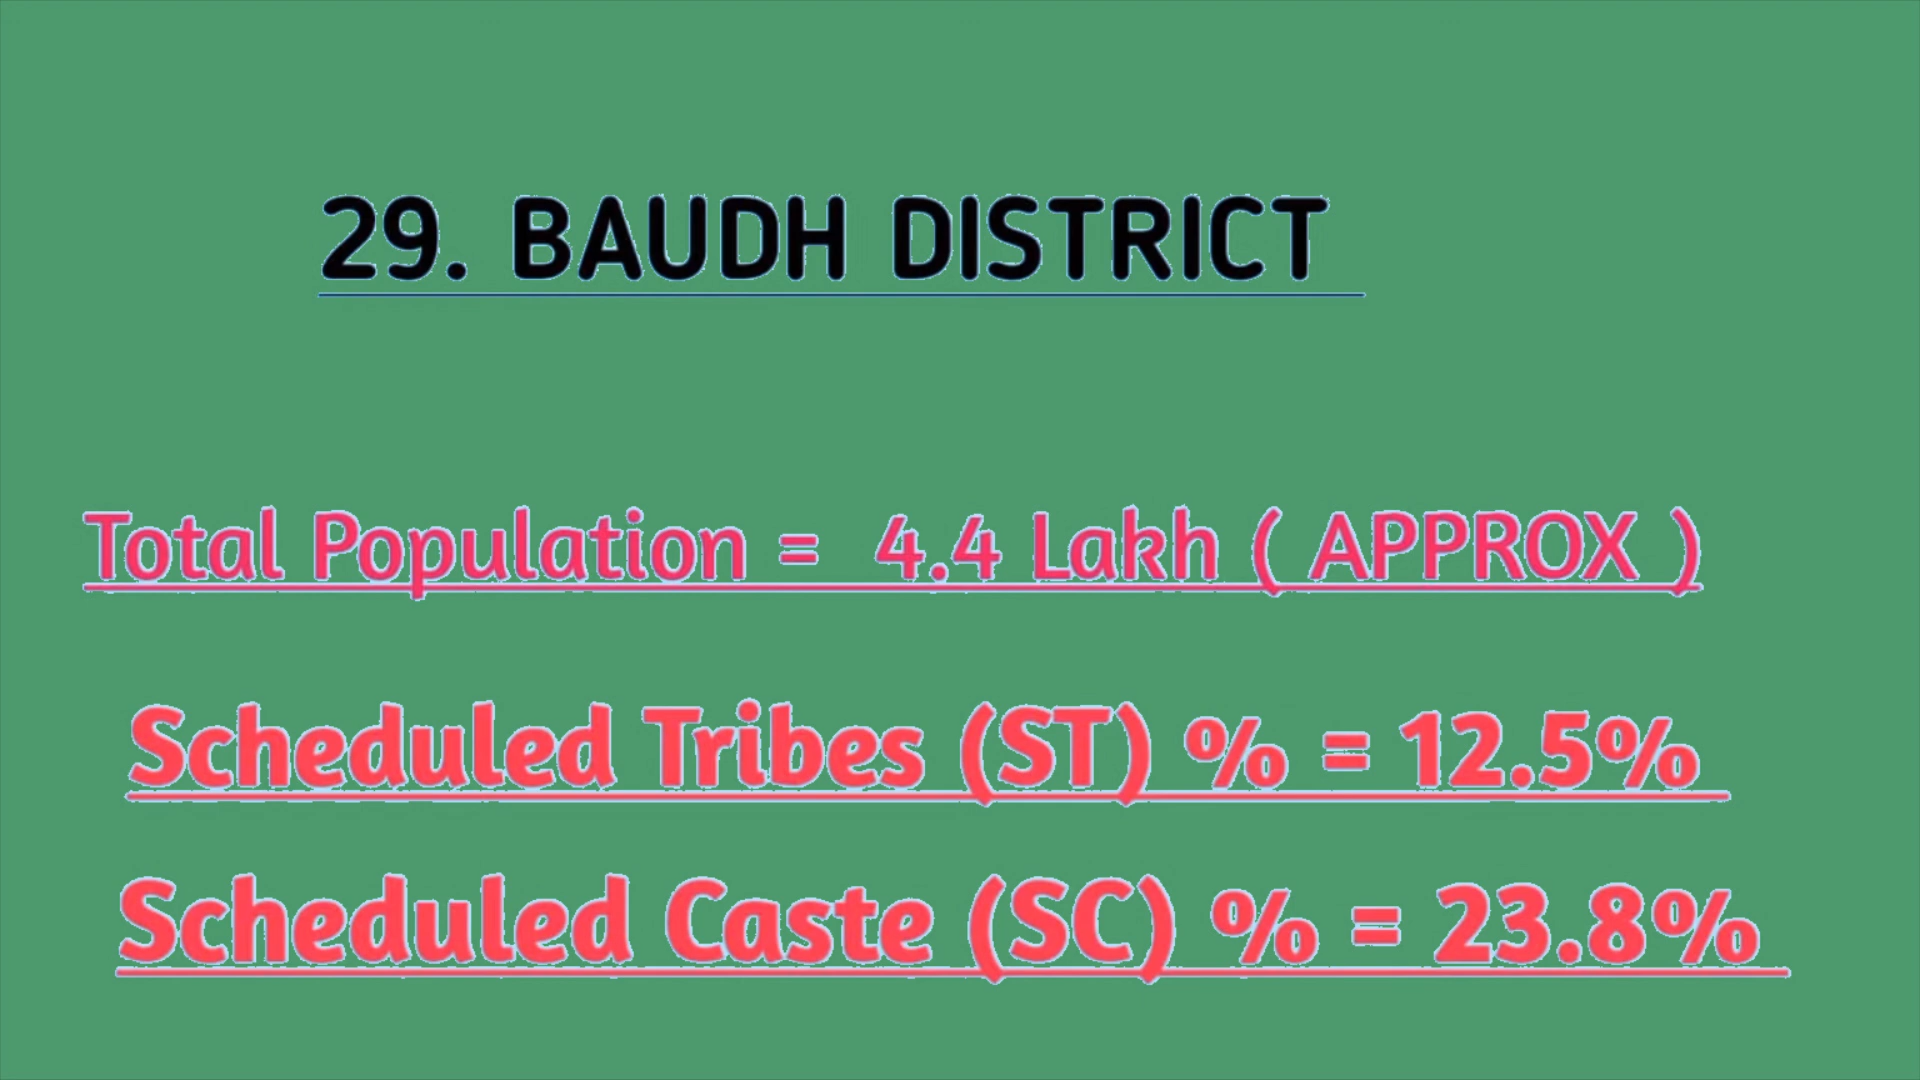 29. BAUDH DISTRICT
Total Population = 4.4 Lakh ( APPROX )
Scheduled Tribes (ST) % = 12.5%
Scheduled Caste (SC) % = 23.8%